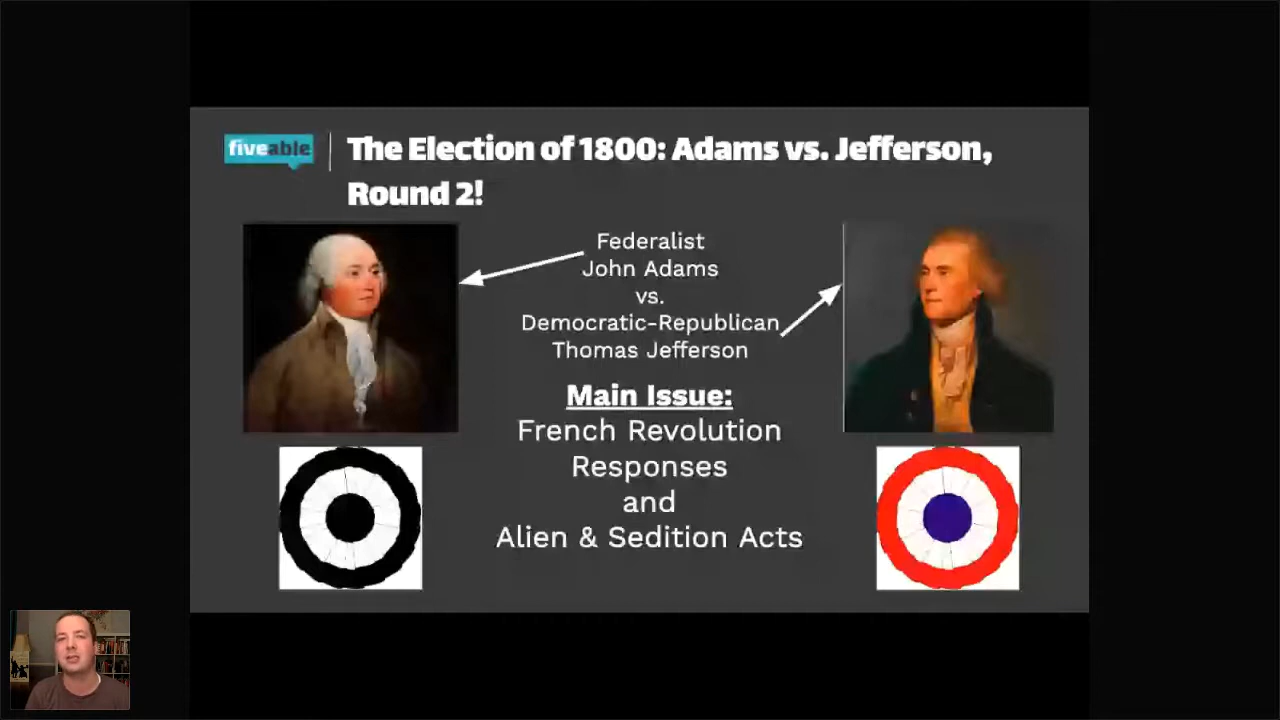 fiveable
The Election of 1800: Adams vs. Jefferson,
Round 2!
Federalist
John Adams
vs.
Democratic-Republican
Thomas Jefferson
Main Issue:
French Revolution
Responses
and
Alien & Sedition Acts